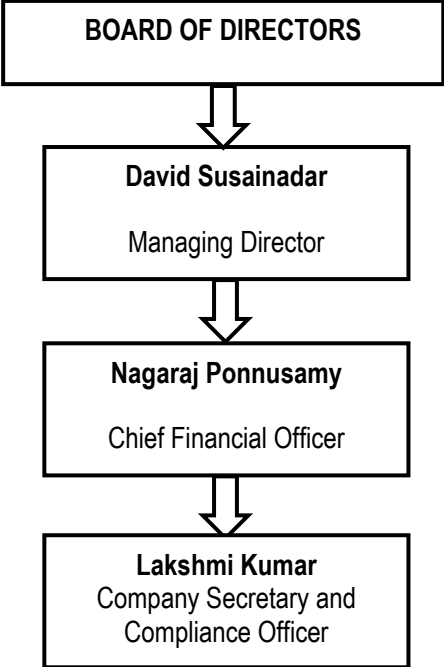 BOARD OF DIRECTORS
David Susainadar
Managing Director
Nagaraj Ponnusamy
Chief Financial Officer
Lakshmi Kumar
Company Secretary and
Compliance Officer